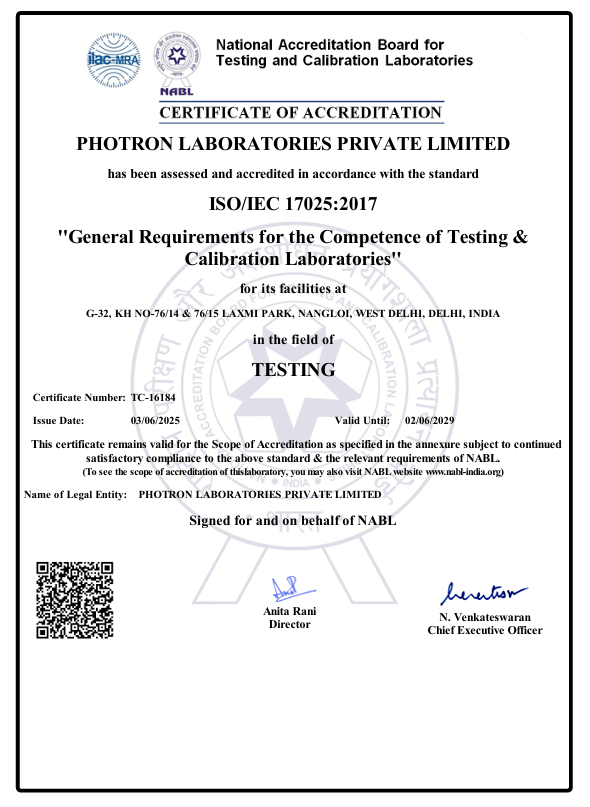 ilac-MRA
NABL
National Accreditation Board for
Testing and Calibration Laboratories
CERTIFICATE OF ACCREDITATION
PHOTRON LABORATORIES PRIVATE LIMITED
has been assessed and accredited in accordance with the standard
ISO/IEC 17025:2017
"General Requirements for the Competence of Testing &
Calibration Laboratories"
for its facilities at
G-32, KH NO-76/14 & 76/15 LAXMI PARK, NANGLOI, WEST DELHI, DELHI, INDIA
in the field of
TESTING
Certificate Number: TC-16184
Issue Date: 03/06/2025 Valid Until: 02/06/2029
This certificate remains valid for the Scope of Accreditation as specified in the annexure subject to continued
satisfactory compliance to the above standard & the relevant requirements of NABL.
(To see the scope of accreditation of thislaboratory, you may also visit NABL website www.nabl-india.org)
Name of Legal Entity: PHOTRON LABORATORIES PRIVATE LIMITED
Signed for and on behalf of NABL
Anita Rani
Director
N. Venkateswaran
Chief Executive Officer